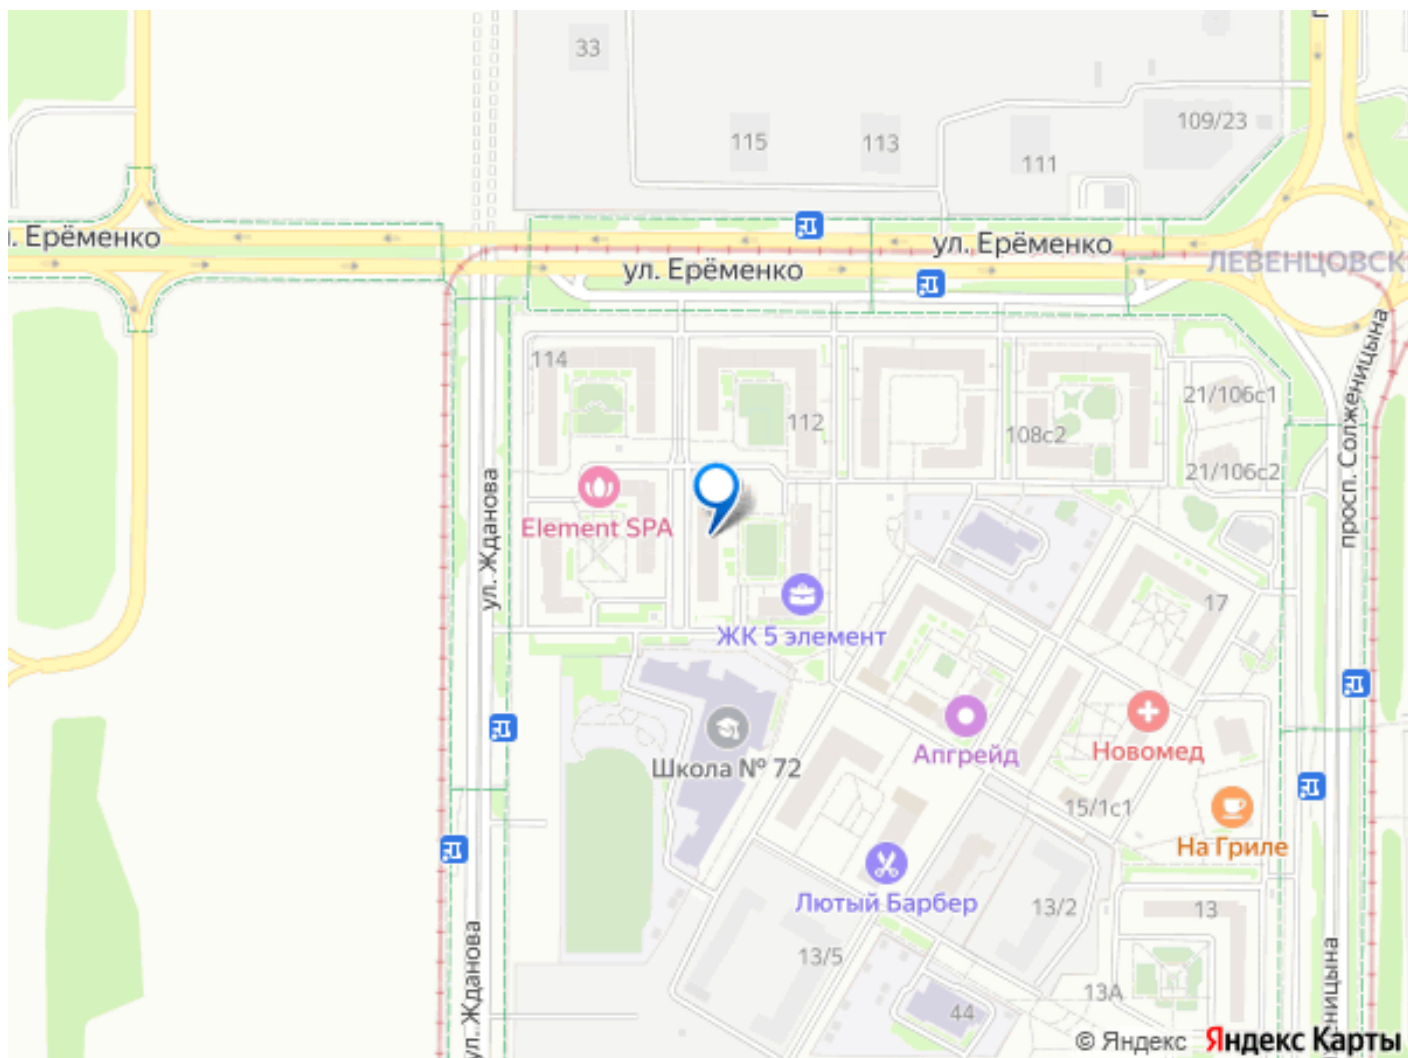 33
109/23
115
113
111
ул. Ерёменко
. Ерёменко
ул. Ерёменко
ЛЕВЕНЦОВСК
114
112
108с2
21/106с1
21/106с2
просп. Солженицына
ул. Жданова
Element SPA
ЖК 5 элемент
17
Школа № 72
Апгрейд
Новомед
15/1с1
На Гриле
Лютый Барбер
13/2
13
13/5
ул. Жданова
ницына
13А
44
© Яндекс
Яндекс Карты